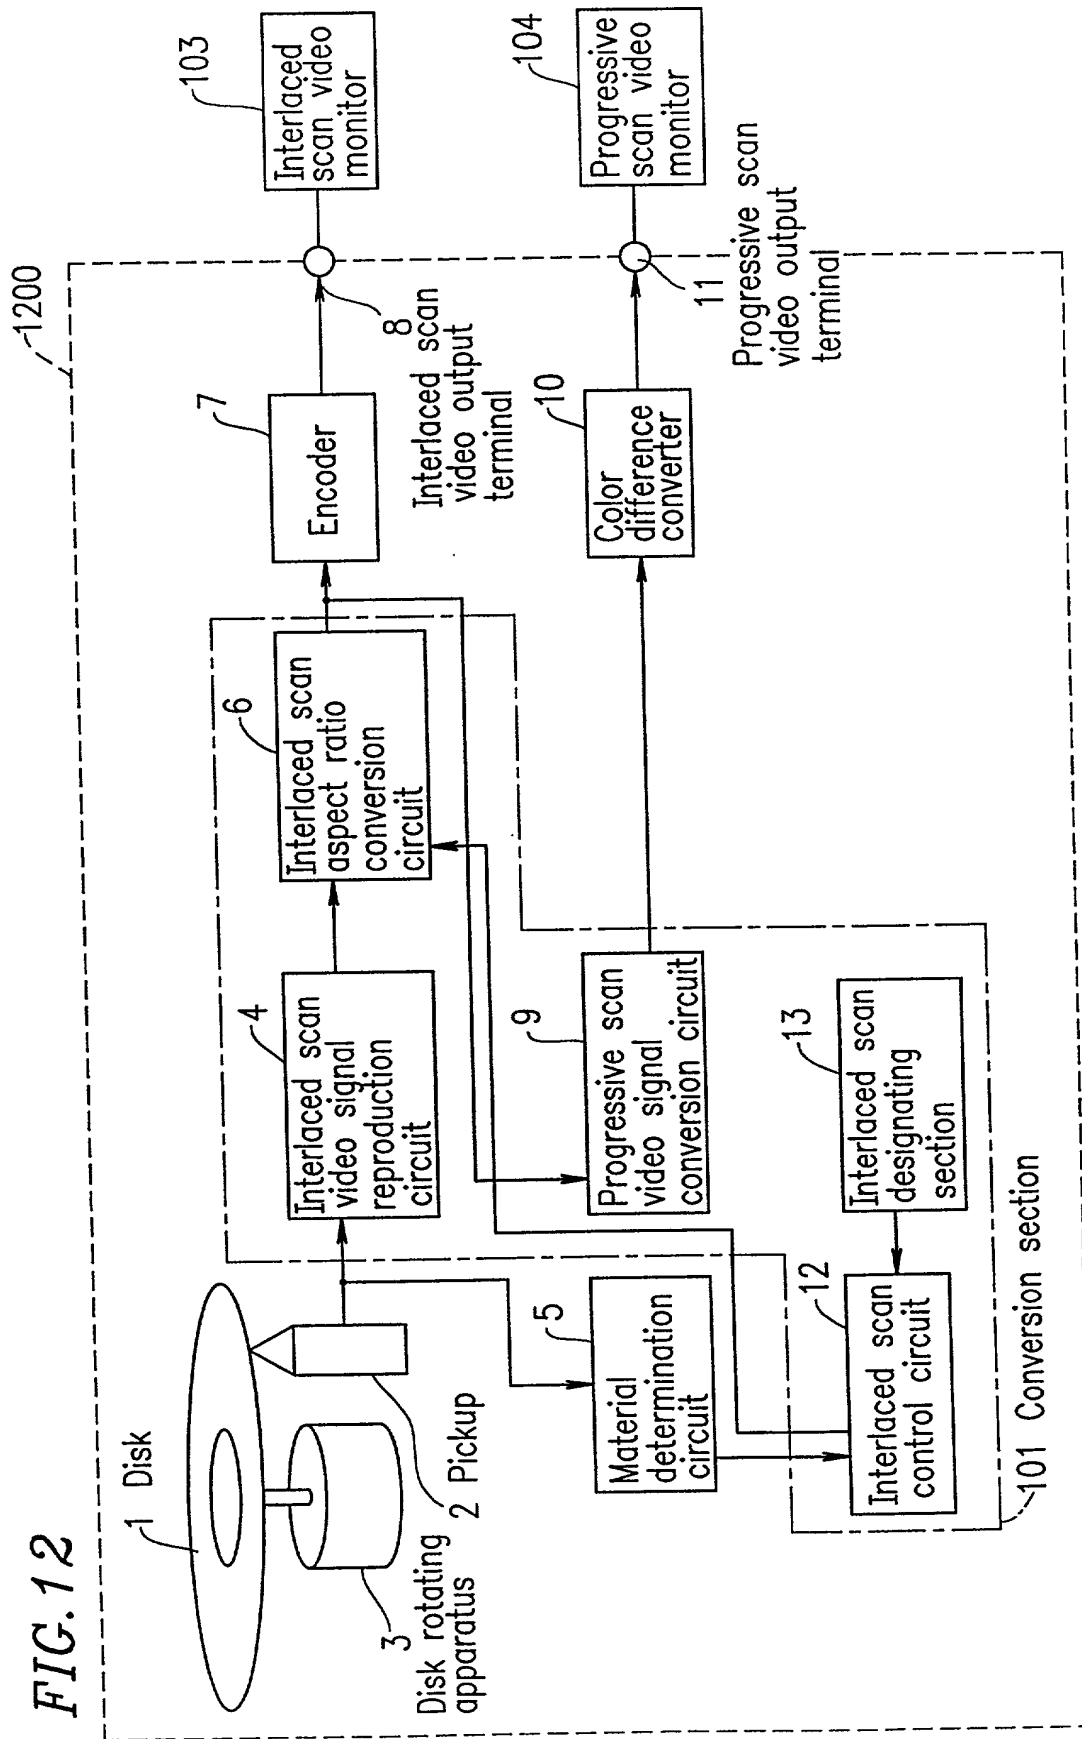 FIG. 12
1200
1 Disk
2 Pickup
3
Disk rotating
apparatus
4
Interlaced scan
video signal
reproduction
circuit
6
Interlaced scan
aspect ratio
conversion
circuit
7
Encoder
8
Interlaced scan
video output
terminal
103
Interlaced
scan video
monitor
5
Material
determination
circuit
9
Progressive scan
video signal
conversion circuit
10
Color
difference
converter
11
Progressive scan
video output
terminal
104
Progressive
scan video
monitor
12
Interlaced scan
control circuit
13
Interlaced scan
designating
section
101 Conversion section